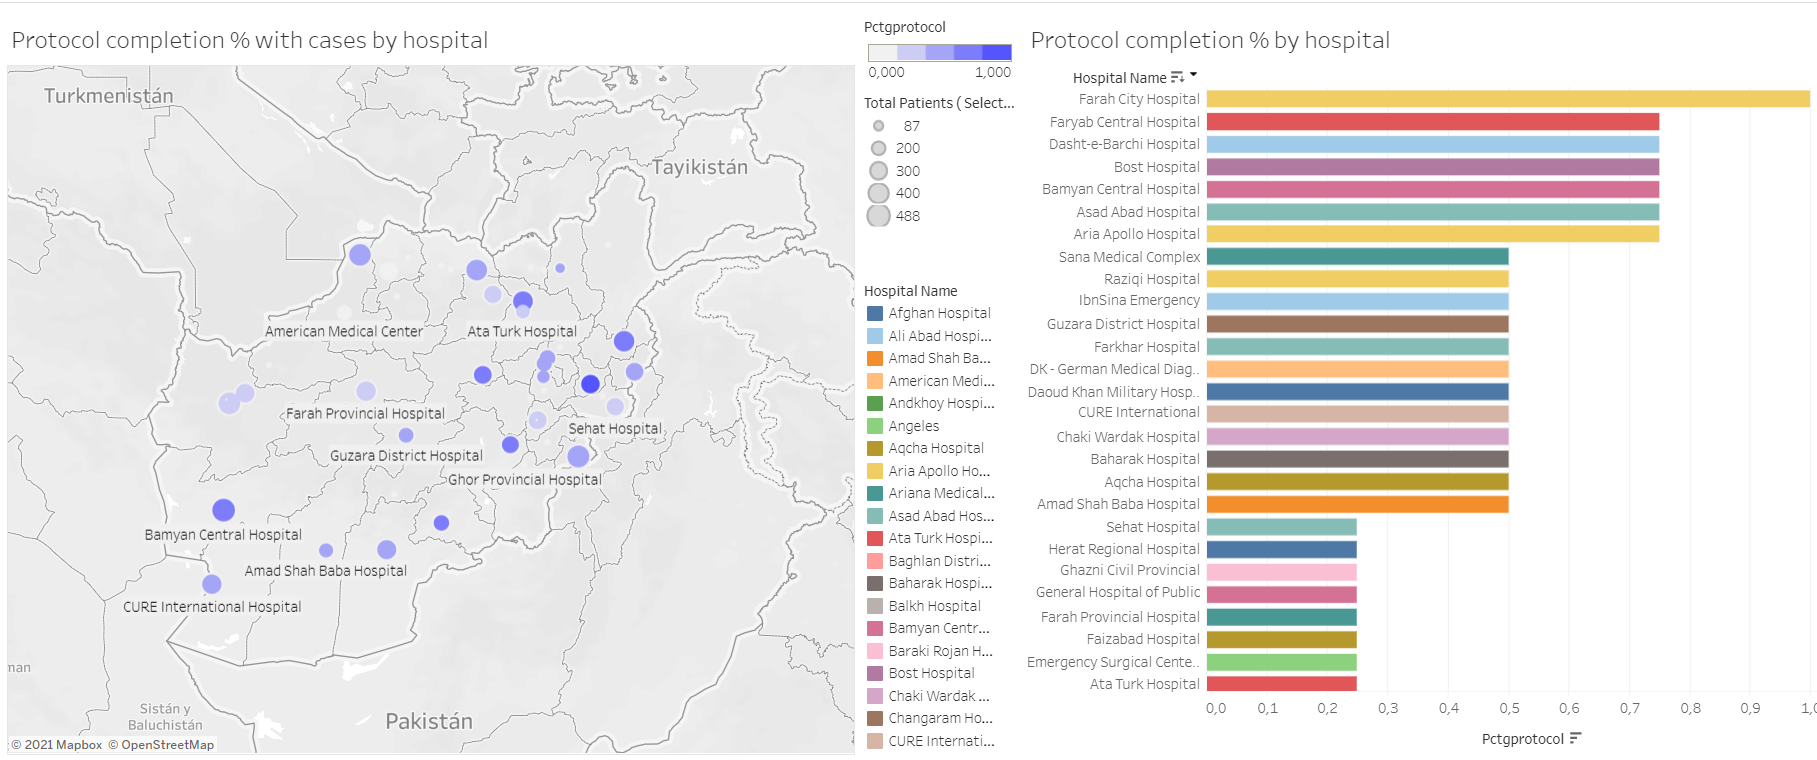 Protocol completion % with cases by hospital
Turkmenistán
Tayikistán
American Medical Center
Ata Turk Hospital
Farah Provincial Hospital
Sehat Hospital
Guzara District Hospital
Ghor Provincial Hospital
Bamyan Central Hospital
Amad Shah Baba Hospital
CURE International Hospital
man
Sistán y
Baluchistán
Pakistán
© 2021 Mapbox © OpenStreetMap
Pctgprotocol
0,000 1,000
Total Patients ( Select...
87
200
300
400
488
Hospital Name
Afghan Hospital
Ali Abad Hospi...
Amad Shah Ba...
American Medi...
Andkhoy Hospi...
Angeles
Aqcha Hospital
Aria Apollo Ho...
Ariana Medical...
Asad Abad Hos...
Ata Turk Hospi...
Baghlan Distri...
Baharak Hospi...
Balkh Hospital
Bamyan Centr...
Baraki Rojan H...
Bost Hospital
Chaki Wardak ...
Changaram Ho...
CURE Internati...
Protocol completion % by hospital
Hospital Name
Farah City Hospital
Faryab Central Hospital
Dasht-e-Barchi Hospital
Bost Hospital
Bamyan Central Hospital
Asad Abad Hospital
Aria Apollo Hospital
Sana Medical Complex
Raziqi Hospital
IbnSina Emergency
Guzara District Hospital
Farkhar Hospital
DK - German Medical Diag..
Daoud Khan Military Hosp..
CURE International
Chaki Wardak Hospital
Baharak Hospital
Aqcha Hospital
Amad Shah Baba Hospital
Sehat Hospital
Herat Regional Hospital
Ghazni Civil Provincial
General Hospital of Public
Farah Provincial Hospital
Faizabad Hospital
Emergency Surgical Cente..
Ata Turk Hospital
0,0 0,1 0,2 0,3 0,4 0,5 0,6 0,7 0,8 0,9 1,0
Pctgprotocol